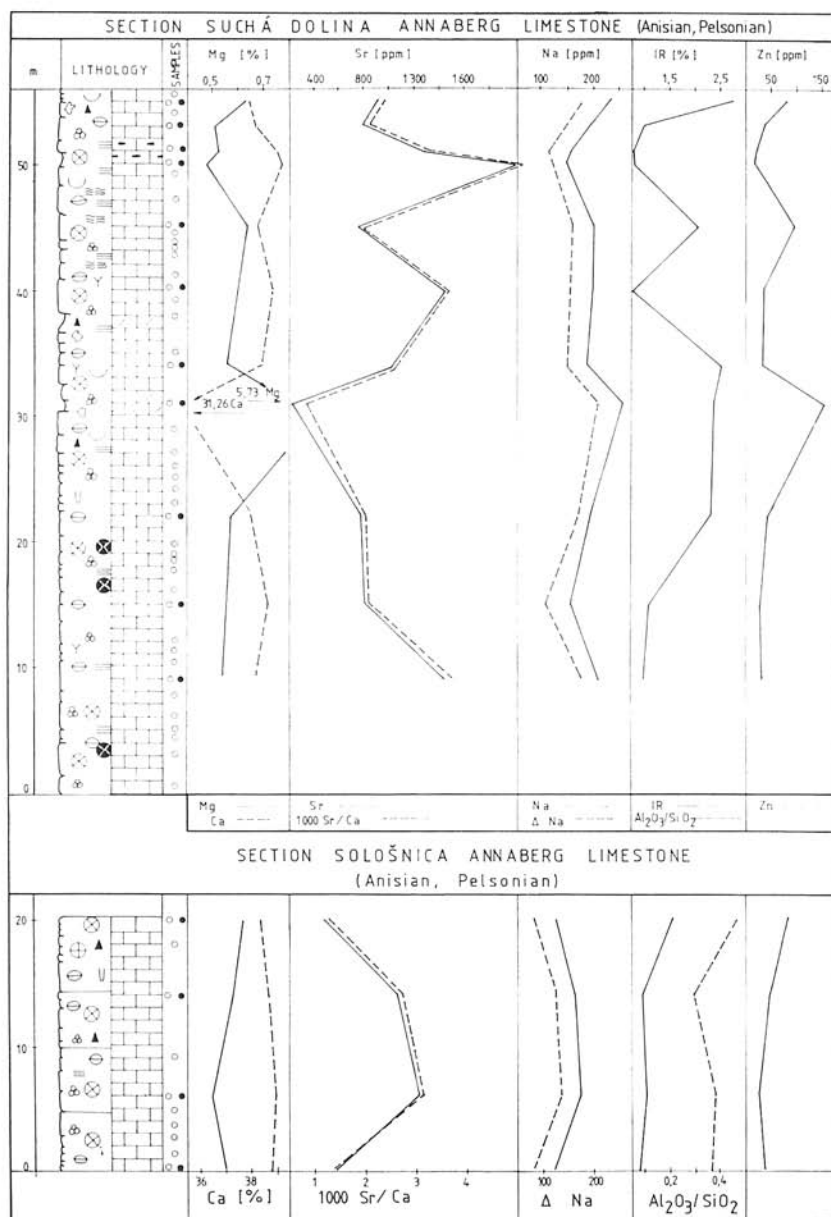 SECTION SUCHÁ DOLINA ANNABERG LIMESTONE (Anisian, Pelsonian)
m LITHOLOGY SAMPLES Mg [%] Sr [ppm] Na [ppm] IR [%] Zn [ppm]
0,5 0,7 400 800 1300 1600 100 200 1,5 2,5 50 150
50
40
5,73 Mg
31,26 Ca
30
20
10
0
Mg Sr Na IR Zn
Ca 1000 Sr/Ca Δ Na Al₂O₃/SiO₂
SECTION SOLOŠNICA ANNABERG LIMESTONE
(Anisian, Pelsonian)
20
10
0
36 38 1 2 3 4 100 200 0,2 0,4
Ca [%] 1000 Sr/Ca Δ Na Al₂O₃/SiO₂